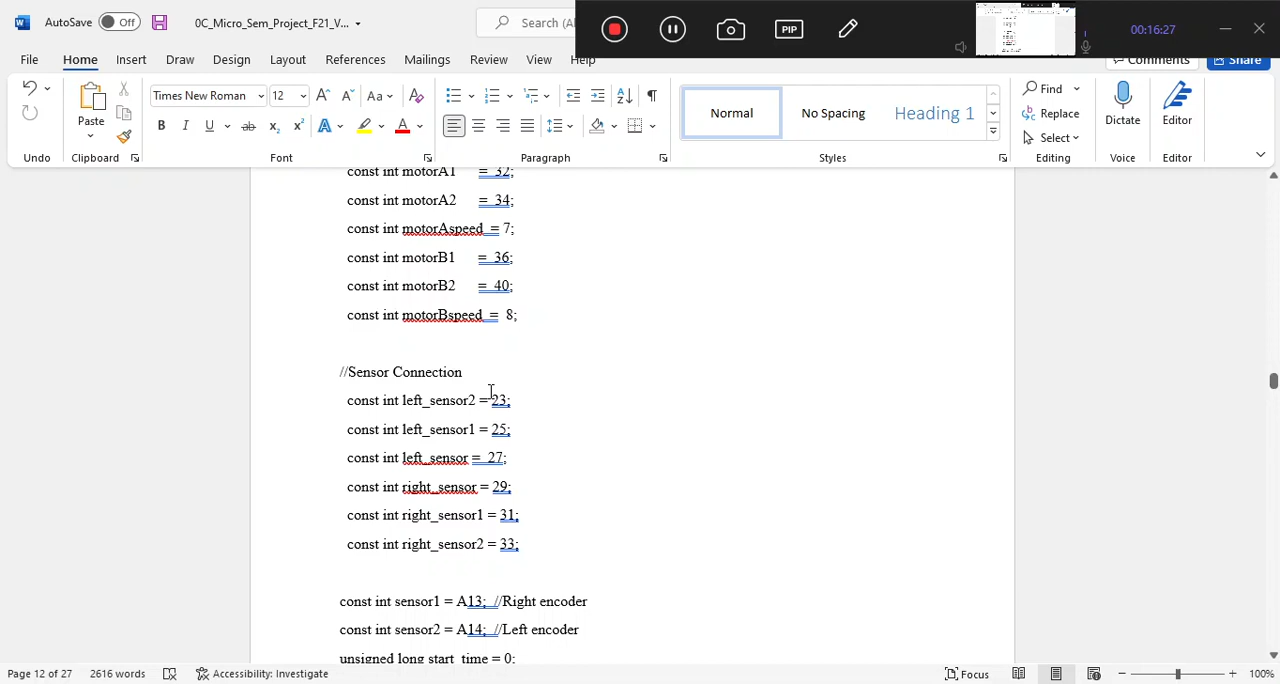 AutoSave Off
00:16:27
PIP
File Home Insert Draw Design Mailings Review View Help Comments Share
Times New Roman 12 Aa
Paste
Normal No Spacing Heading 1
Find
Replace
Select
Dictate
Editor
Undo Clipboard Font Paragraph Styles Editing Voice Editor
const int motorA1 = 32;
const int motorA2 = 34;
const int motorAspeed = 7;
const int motorB1 = 36;
const int motorB2 = 40;
const int motorBspeed = 8;
//Sensor Connection
const int left_sensor2 = 23;
const int left_sensor1 = 25;
const int left_sensor = 27;
const int right_sensor = 29;
const int right_sensor1 = 31;
const int right_sensor2 = 33;
const int sensor1 = A13; //Right encoder
const int sensor2 = A14; //Left encoder
unsigned long start_time = 0;
Page 12 of 27 2616 words Accessibility: Investigate Focus 100%